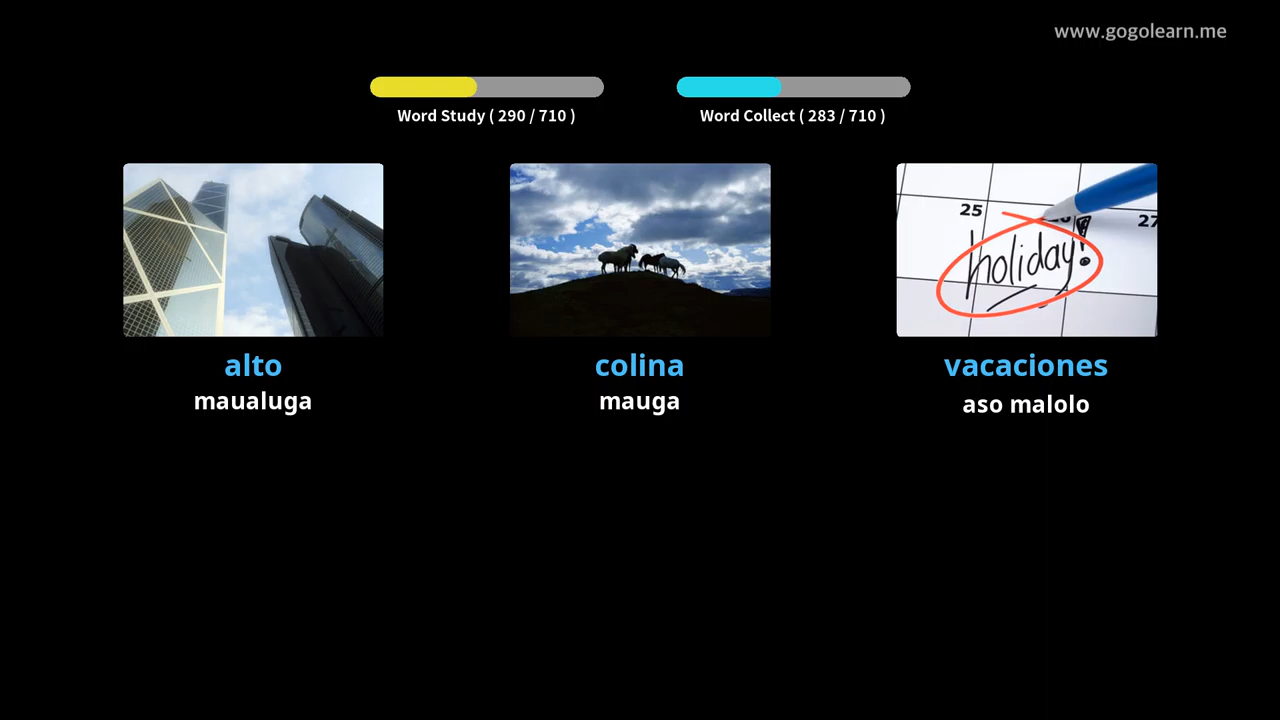 www.gogolearn.me
Word Study ( 290 / 710 )
Word Collect ( 283 / 710 )
25
27
holiday!
alto
colina
vacaciones
maualuga
mauga
aso malolo